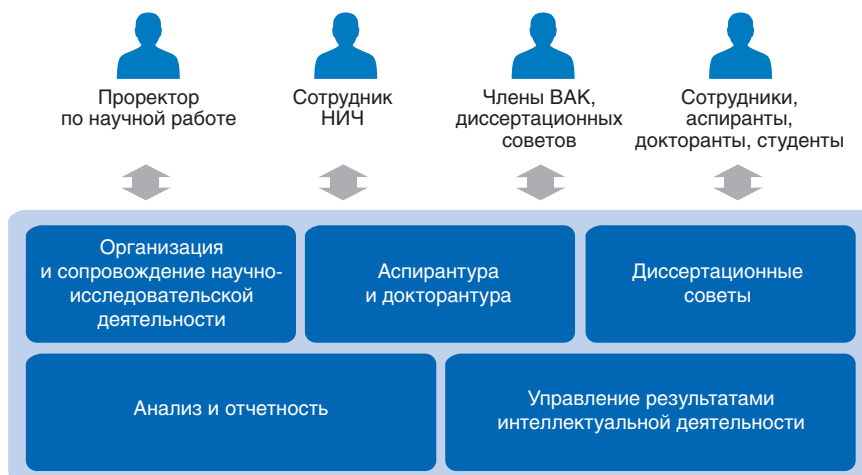 Проректор
по научной работе
Сотрудник
НИЧ
Члены ВАК,
диссертационных
советов
Сотрудники,
аспиранты,
докторанты, студенты
Организация
и сопровождение научно-
исследовательской
деятельности
Аспирантура
и докторантура
Диссертационные
советы
Анализ и отчетность
Управление результатами
интеллектуальной деятельности